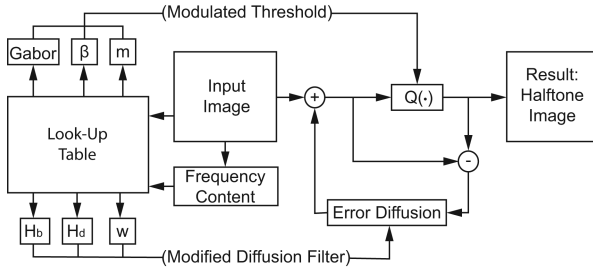 (Modulated Threshold)
Gabor
β
m
Input
Image
+
Q(·)
Result:
Halftone
Image
Look-Up
Table
-
Frequency
Content
Error Diffusion
Hb
Hd
w
(Modified Diffusion Filter)